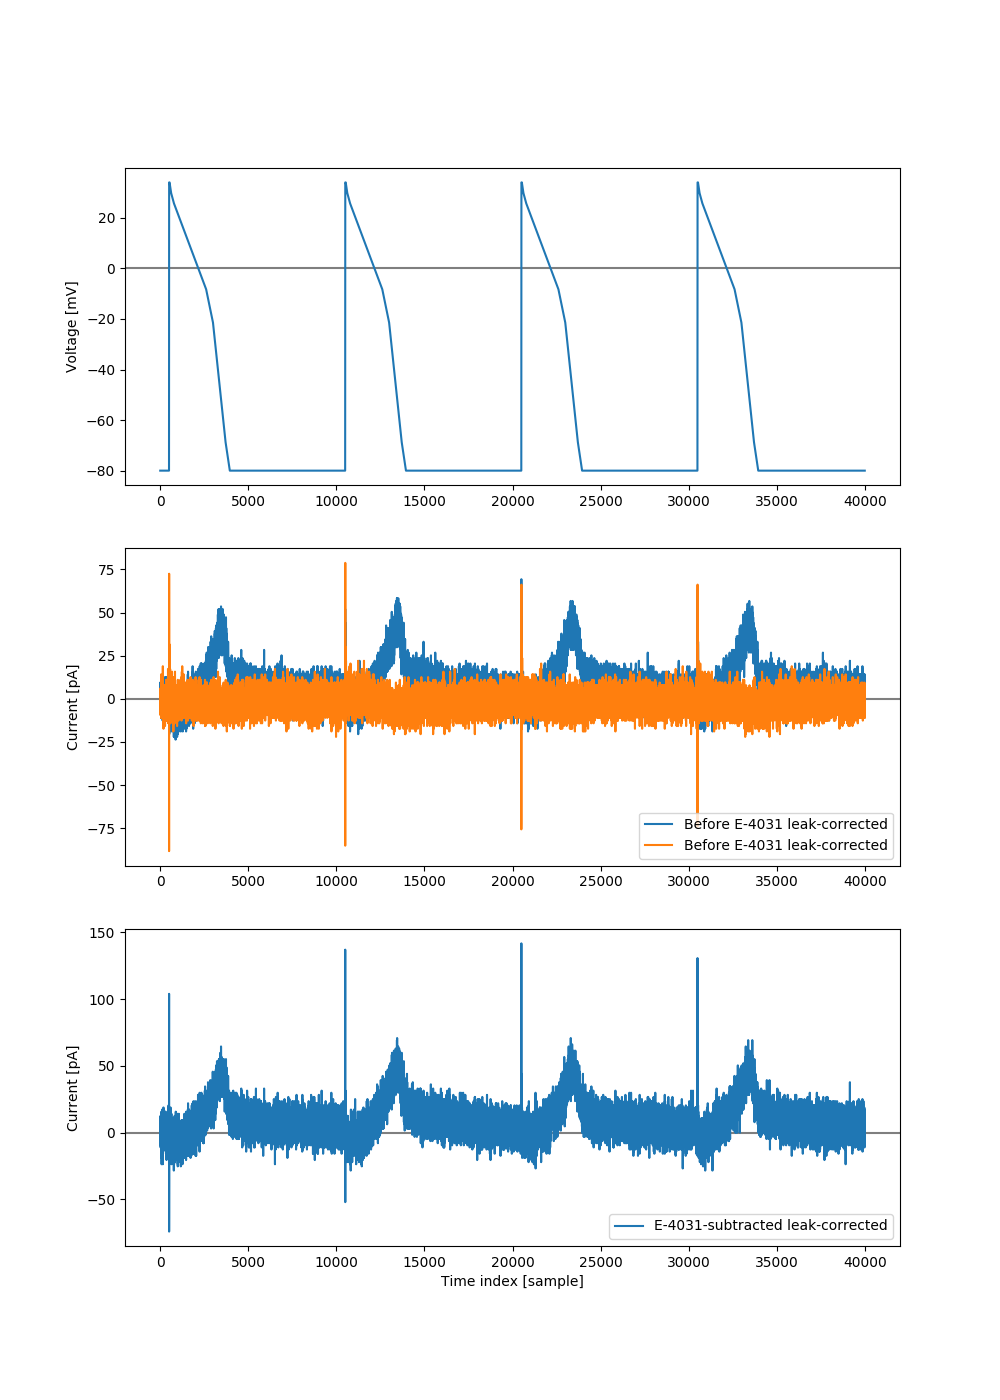 Voltage [mV]
20
0
−20
−40
−60
−80
0 5000 10000 15000 20000 25000 30000 35000 40000
Current [pA]
75
50
25
0
−25
−50
−75
Before E-4031 leak-corrected
Before E-4031 leak-corrected
0 5000 10000 15000 20000 25000 30000 35000 40000
Current [pA]
150
100
50
0
−50
E-4031-subtracted leak-corrected
0 5000 10000 15000 20000 25000 30000 35000 40000
Time index [sample]